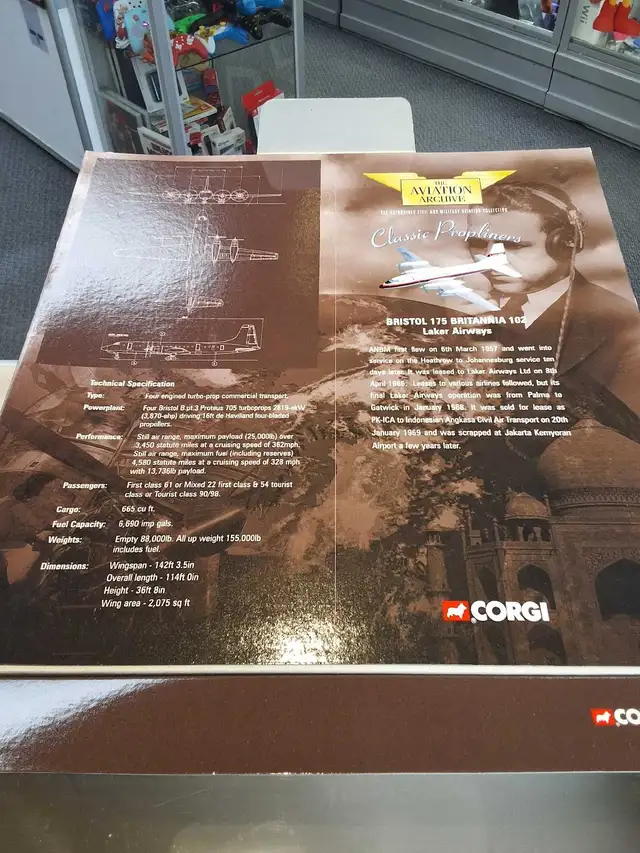 THE
AVIATION
ARCHIVE
Classic Propliners
BRISTOL 175 BRITANNIA 102
Laker Airways
ANBM first flew on 6th March 1957 and went into
service on the Heathrow to Johannesburg service ten
days later. It was leased to Laker Airways Ltd on 8th
April 1966. Leases to various airlines followed, but its
final Laker Airways operation was from Palma to
Gatwick in January 1968. It was sold for lease as
PK-ICA to Indonesian Angkasa Civil Air Transport on 20th
January 1969 and was scrapped at Jakarta Kemyoran
Airport a few years later.
Technical Specification
Type: Four engined turbo-prop commercial transport.
Powerplant: Four Bristol B.pt.3 Proteus 705 turboprops 2819-ekW
(3,870-ehp) driving 16ft de Haviland four-bladed
propellers.
Performance: Still air range, maximum payload (25,000lb) over
3,450 statute miles at a cruising speed of 362mph,
Still air range, maximum fuel (including reserves)
4,580 statute miles at a cruising speed of 328 mph
with 13,736lb payload.
Passengers: First class 61 or Mixed 22 first class & 54 tourist
class or Tourist class 90/98.
Cargo: 665 cu ft.
Fuel Capacity: 6,690 imp gals.
Weights: Empty 88,000lb. All up weight 155.000lb
includes fuel.
Dimensions: Wingspan - 142ft 3.5in
Overall length - 114ft 0in
Height - 36ft 8in
Wing area - 2,075 sq ft
CORGI
CO